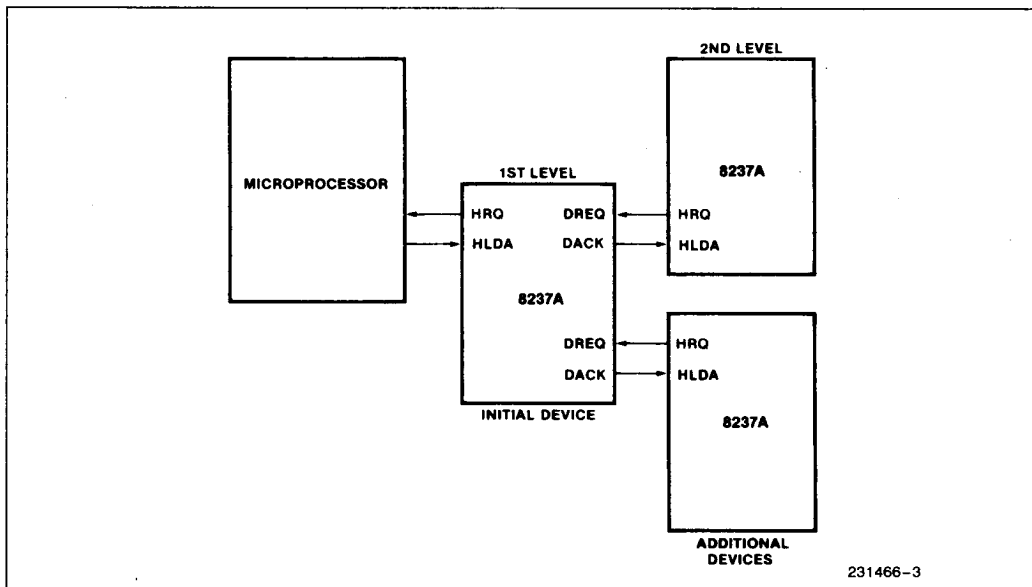 2ND LEVEL
8237A
HRQ
HLDA
MICROPROCESSOR
1ST LEVEL
HRQ DREQ
HLDA DACK
8237A
DREQ
DACK
INITIAL DEVICE
HRQ
HLDA
8237A
ADDITIONAL
DEVICES
231466-3